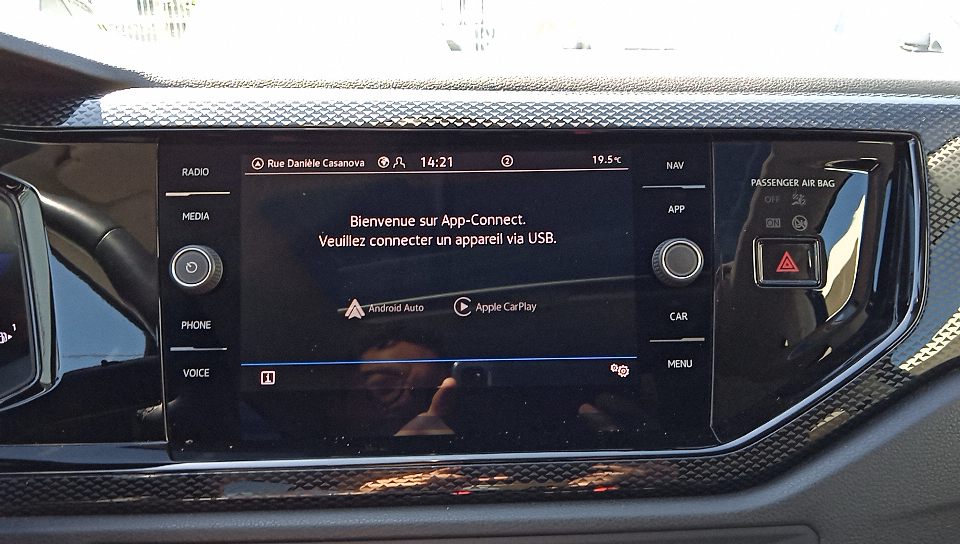 Rue Danièle Casanova 14:21 2 19.5°C
RADIO
MEDIA
PHONE
VOICE
Bienvenue sur App-Connect.
Veuillez connecter un appareil via USB.
Android Auto Apple CarPlay
NAV
APP
CAR
MENU
PASSENGER AIR BAG
OFF
ON